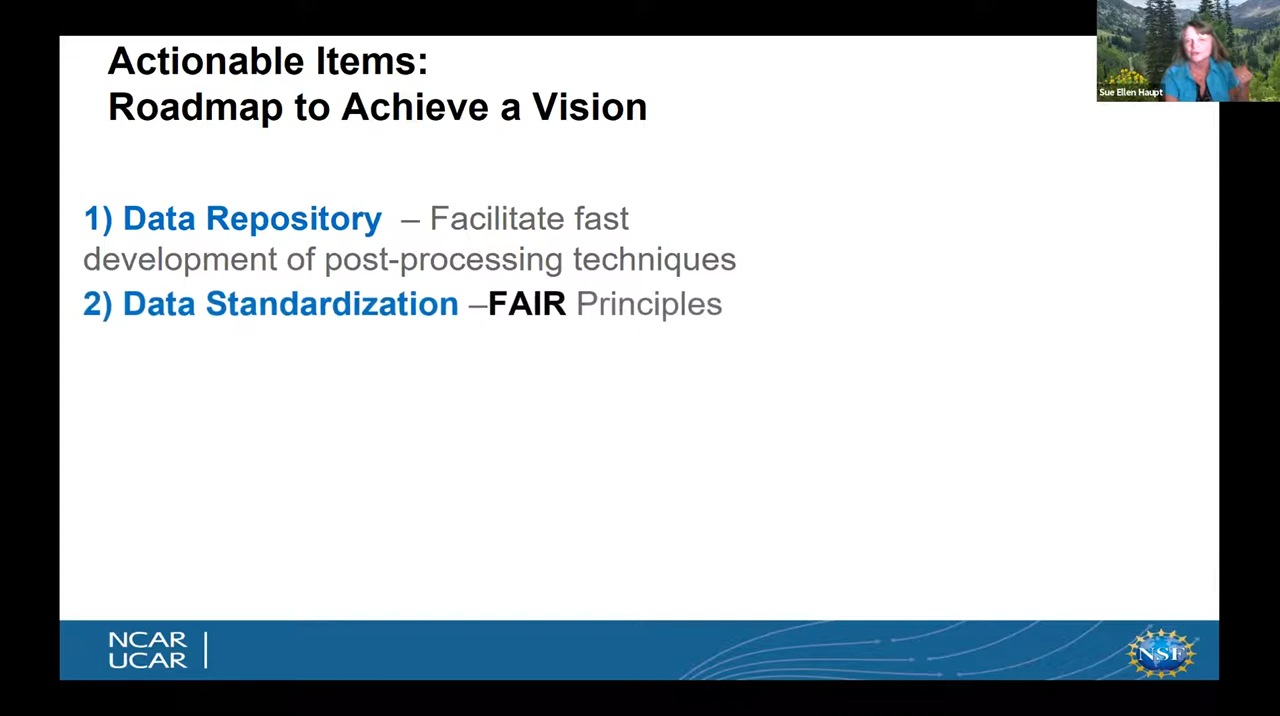 Actionable Items:
Roadmap to Achieve a Vision
Sue Ellen Haupt
1) Data Repository – Facilitate fast
development of post-processing techniques
2) Data Standardization –FAIR Principles
NCAR
UCAR
NSF